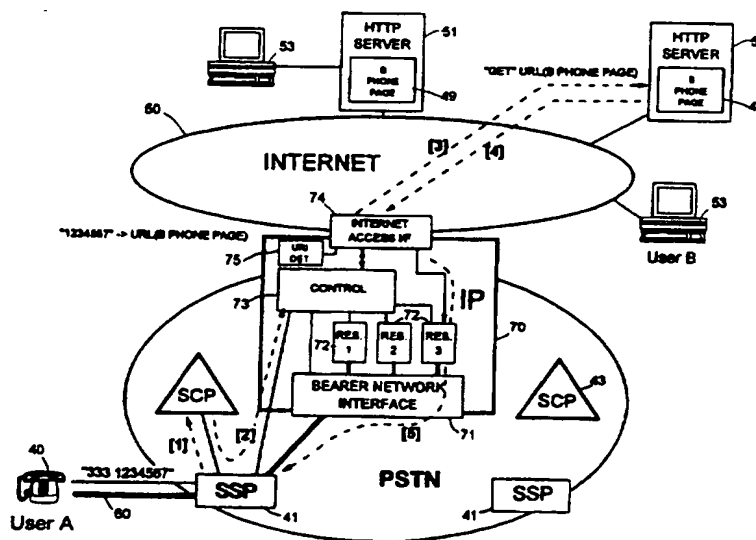 HTTP
SERVER
51
B
PHONE
PAGE
49
53
HTTP
SERVER
5
B
PHONE
PAGE
4
"GET" URL(B PHONE PAGE)
50
INTERNET
[3]
[4]
74
INTERNET
ACCESS I/F
53
User B
"1234567" -> URL(B PHONE PAGE)
75
URI
DET
73
CONTROL
IP
72
72
RES.
1
RES.
2
RES.
3
70
BEARER NETWORK
INTERFACE
71
SCP
SCP
43
[1]
[2]
[5]
40
"333 1234567"
User A
60
SSP
41
PSTN
41
SSP